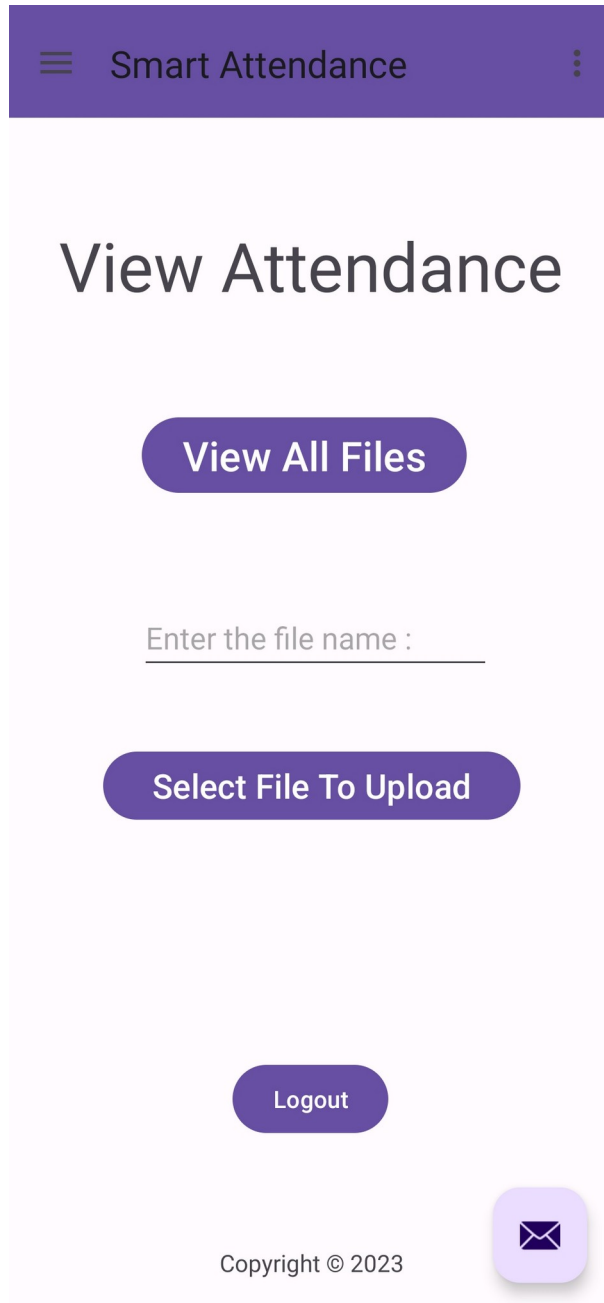 Smart Attendance
View Attendance
View All Files
Enter the file name :
Select File To Upload
Logout
Copyright © 2023